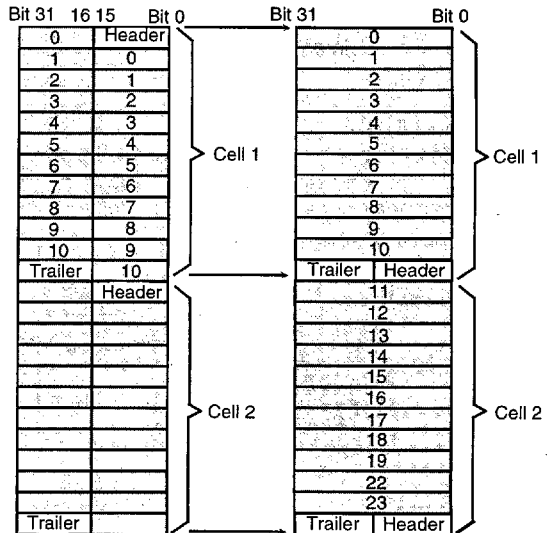 Bit 31 16 15 Bit 0 Bit 31 Bit 0
0 Header 0
1 0 1
2 1 2
3 2 3
4 3 4
5 4 5
6 5 6
7 6 7
8 7 8
9 8 9
10 9 10
Trailer 10 Trailer Header
Cell 1 Cell 1
Header 11
12
13
14
15
16
17
18
19
22
23
Trailer Trailer Header
Cell 2 Cell 2